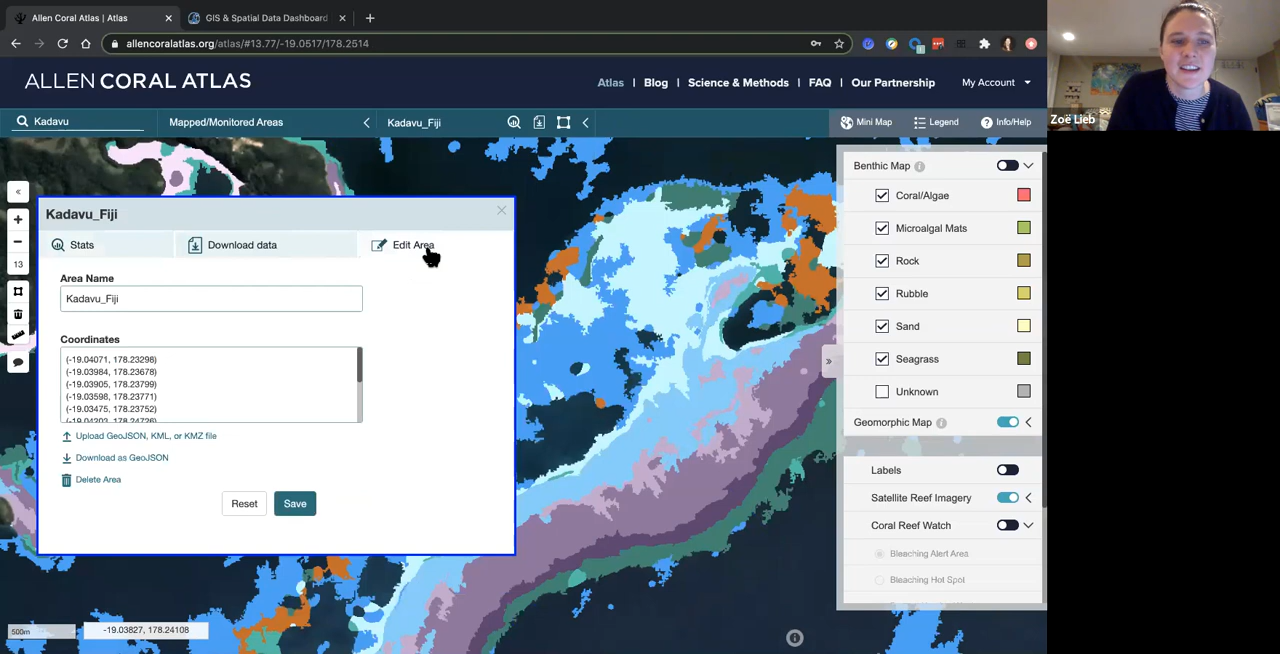 Allen Coral Atlas | Atlas
GIS & Spatial Data Dashboard
allencoralatlas.org/atlas/#13.77/-19.0517/178.2514
ALLEN CORAL ATLAS
Atlas | Blog | Science & Methods | FAQ | Our Partnership
My Account
Zoë Lieb
Kadavu
Mapped/Monitored Areas
Kadavu_Fiji
Mini Map
Legend
Info/Help
Kadavu_Fiji
Stats
Download data
Edit Area
Area Name
Kadavu_Fiji
Coordinates
(-19.04071, 178.23298)
(-19.03984, 178.23678)
(-19.03905, 178.23799)
(-19.03598, 178.23771)
(-19.03475, 178.23752)
Upload GeoJSON, KML, or KMZ file
Download as GeoJSON
Delete Area
Reset
Save
13
Benthic Map
Coral/Algae
Microalgal Mats
Rock
Rubble
Sand
Seagrass
Unknown
Geomorphic Map
Labels
Satellite Reef Imagery
Coral Reef Watch
Bleaching Alert Area
Bleaching Hot Spot
500m
-19.03827, 178.24108